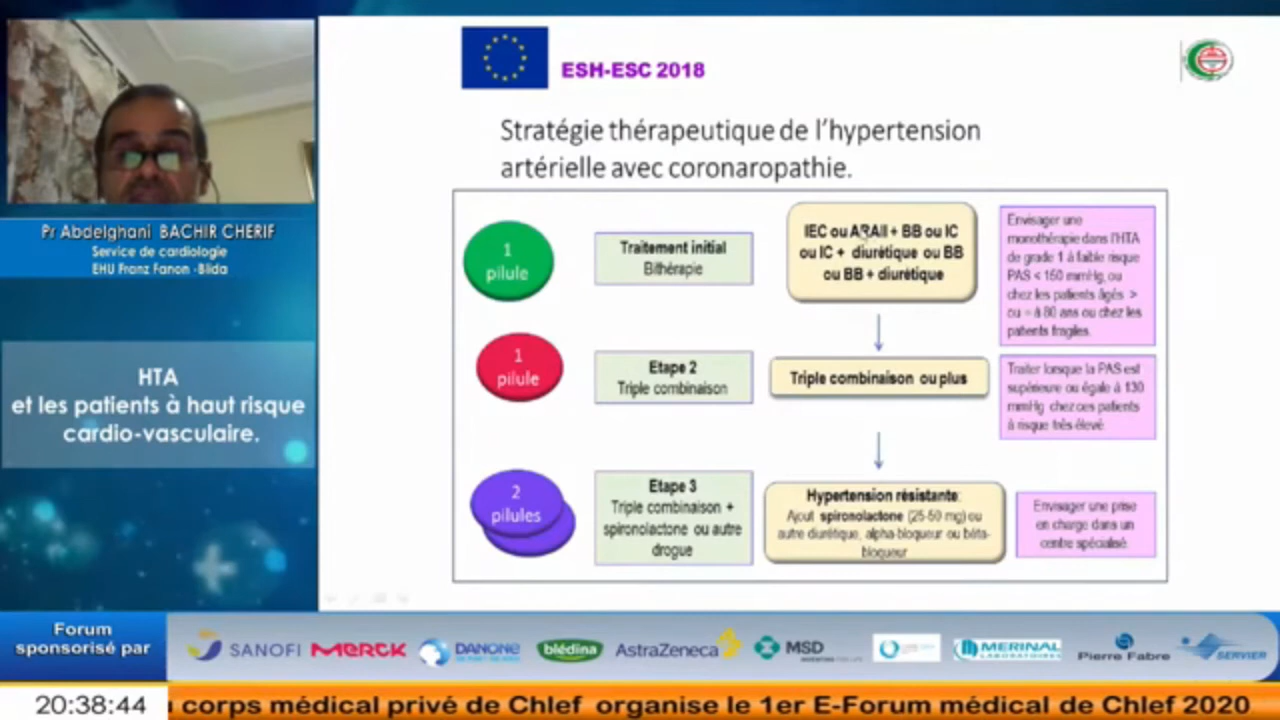 ESH-ESC 2018
Stratégie thérapeutique de l'hypertension
artérielle avec coronaropathie.
1
pilule
Traitement initial
Bithérapie
IEC ou ARAII + BB ou IC
ou IC + diurétique ou BB
ou BB + diurétique
Envisager une
monothérapie dans l'HTA
de grade 1 à faible risque
PAS < 150 mmHg, ou
chez les patients âgés >
ou = à 80 ans ou chez les
patients fragiles.
1
pilule
Etape 2
Triple combinaison
Triple combinaison ou plus
Traiter lorsque la PAS est
supérieure ou égale à 130
mmHg chez ces patients
à risque très élevé.
2
pilules
Etape 3
Triple combinaison +
spironolactone ou autre
drogue
Hypertension résistante:
Ajout spironolactone (25-50 mg) ou
autre diurétique, alpha-bloqueur ou bêta-
bloqueur
Envisager une prise
en charge dans un
centre spécialisé.
Pr Abdelghani BACHIR CHERIF
Service de cardiologie
EHU Franz Fanon -Blida
HTA
et les patients à haut risque
cardio-vasculaire.
Forum
sponsorisé par
SANOFI MERCK DANONE blédina AstraZeneca MSD MERINAL LABORATOIRES Pierre Fabre SERVIER
20:38:44 corps médical privé de Chlef organise le 1er E-Forum médical de Chlef 2020